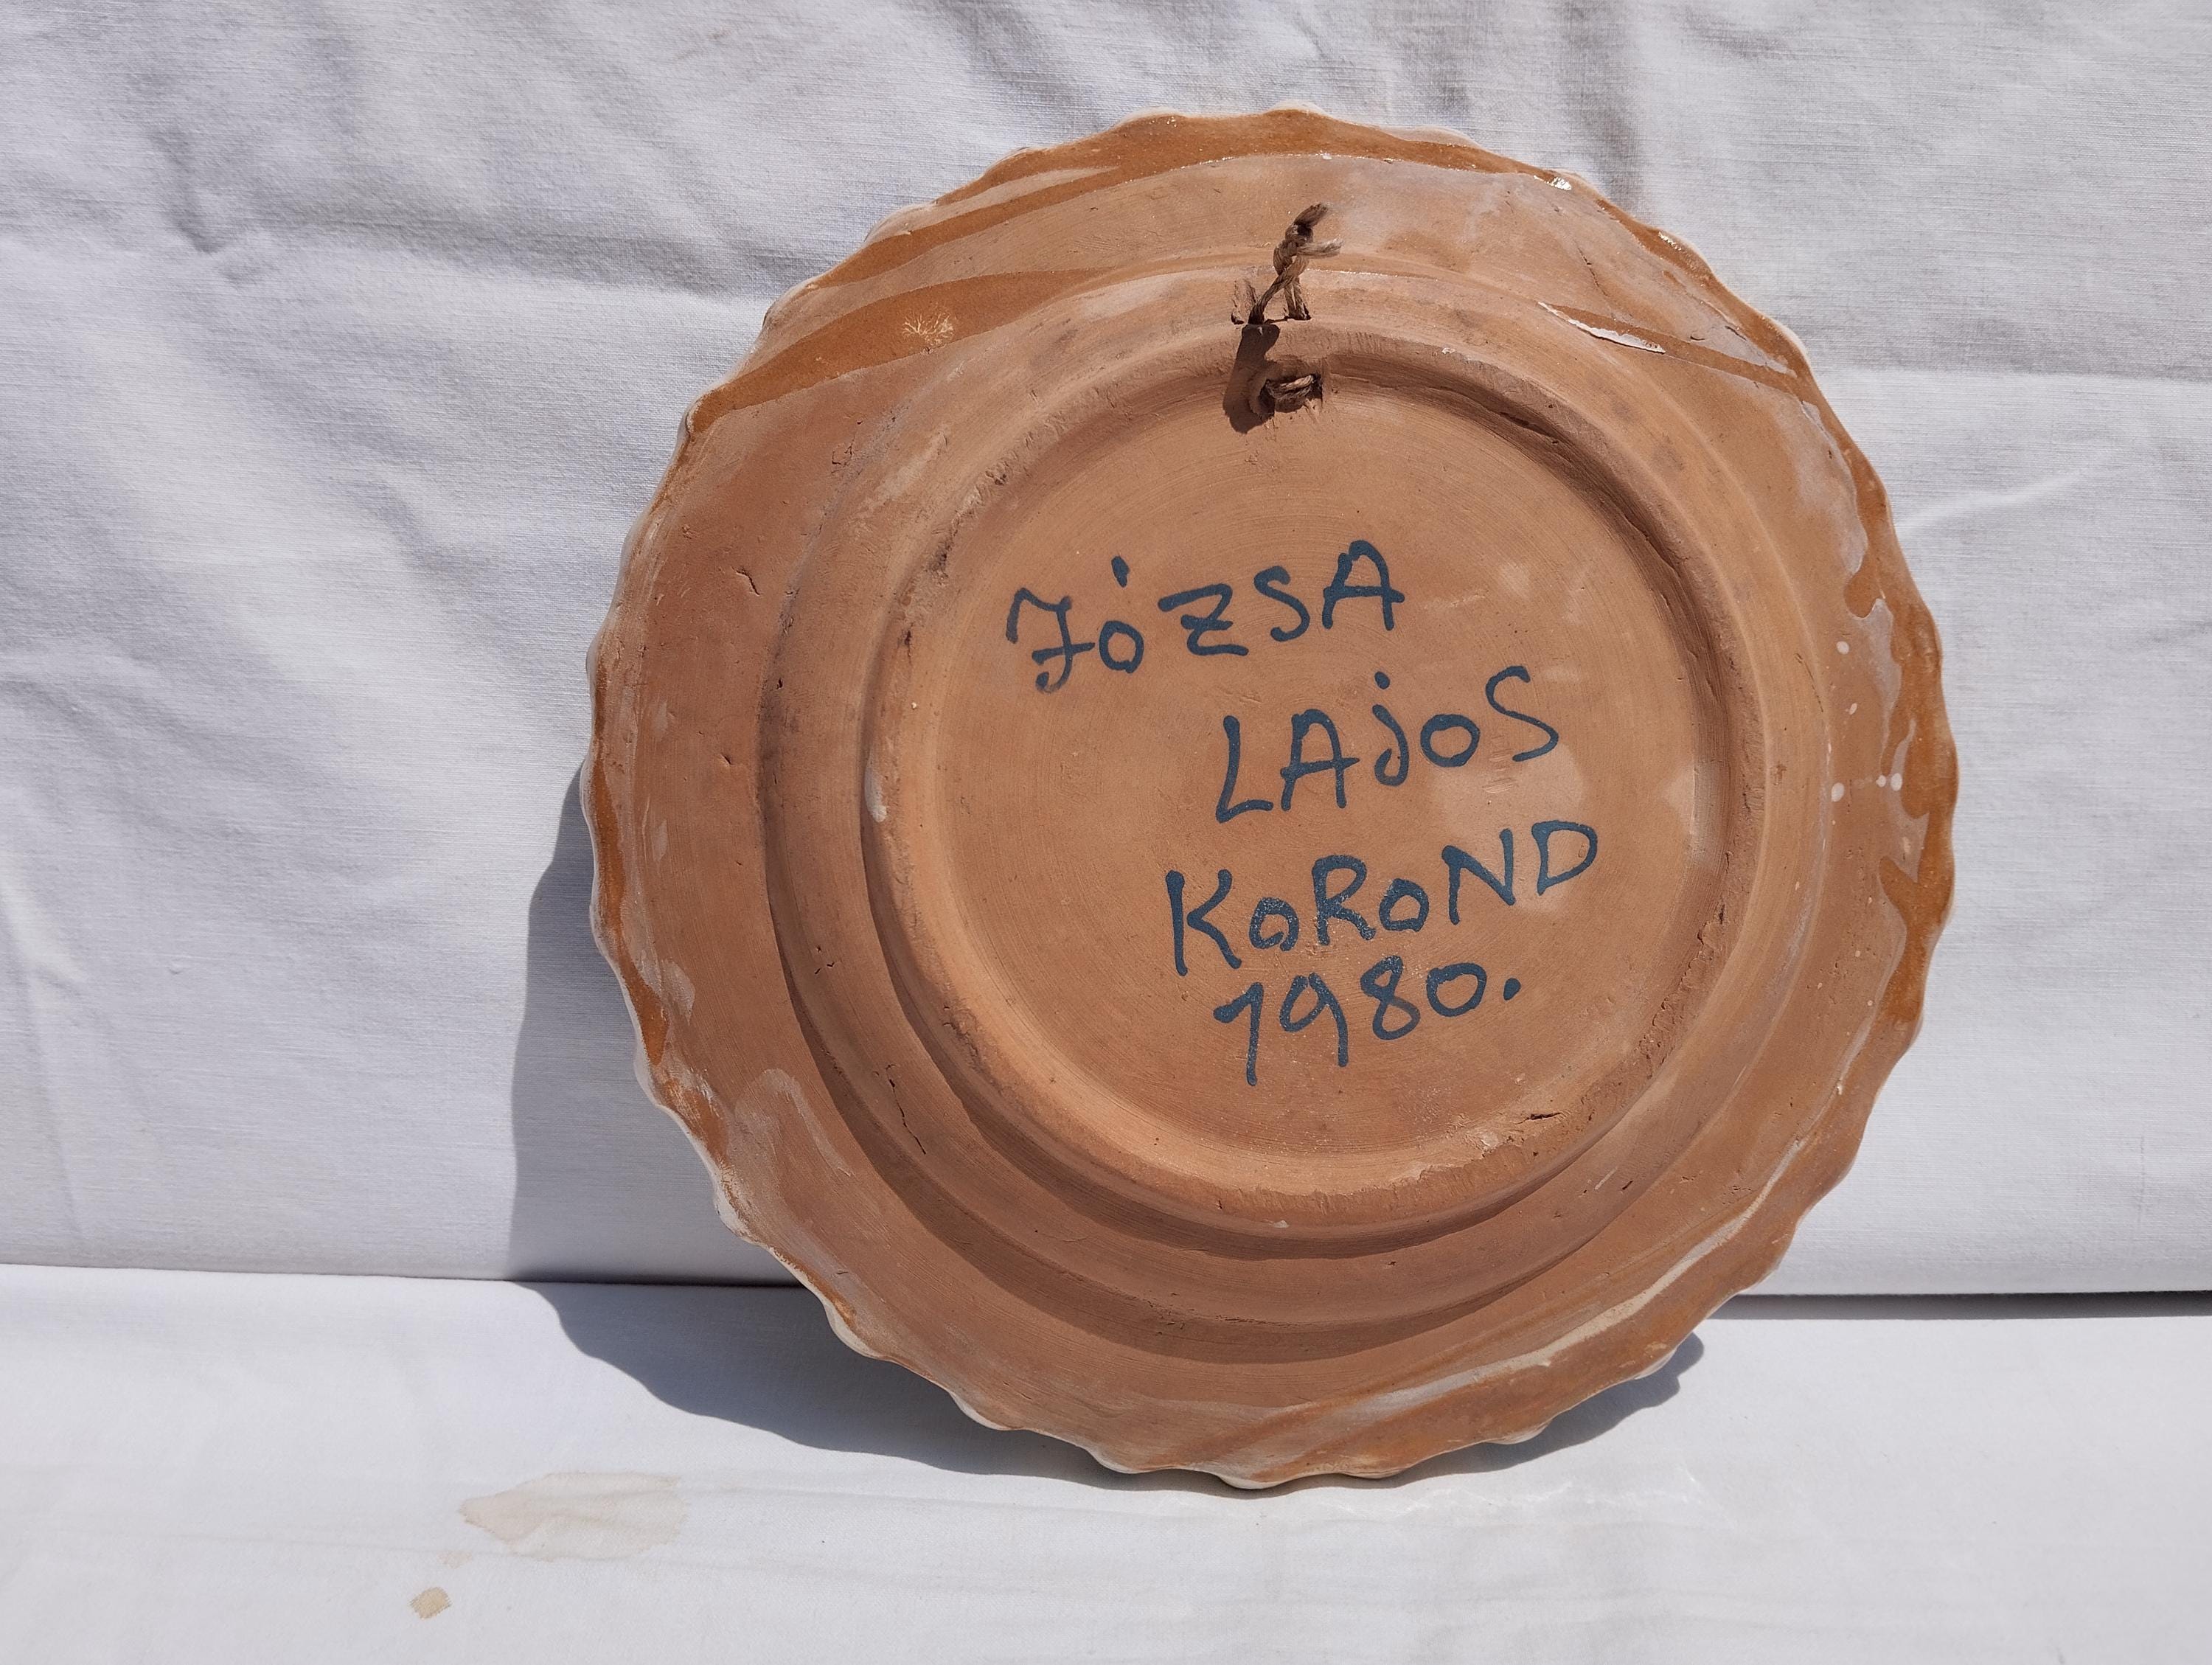 JóZSA
LAjoS
KoRoND
1980.